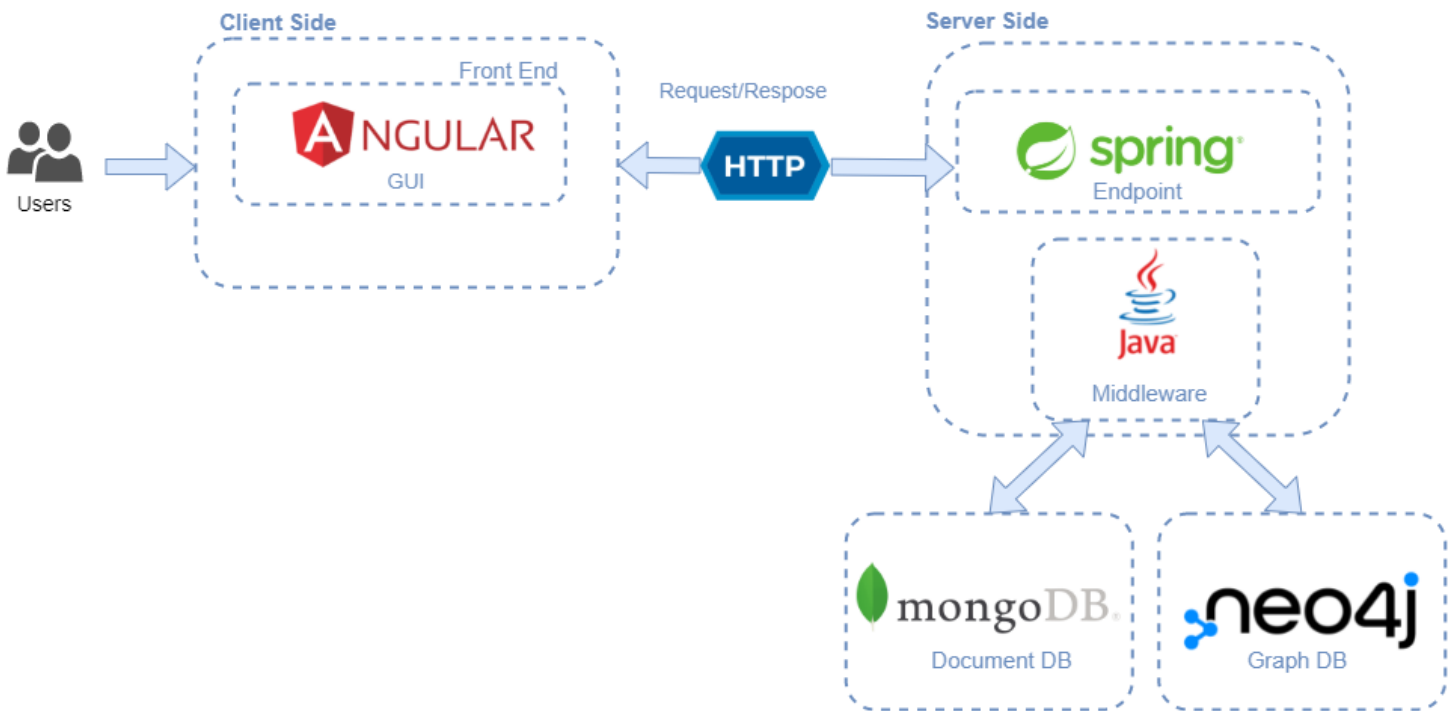 Client Side
Server Side
Front End
ANGULAR
GUI
Users
Request/Respose
HTTP
spring
Endpoint
Java
Middleware
mongoDB®
Document DB
neo4j
Graph DB